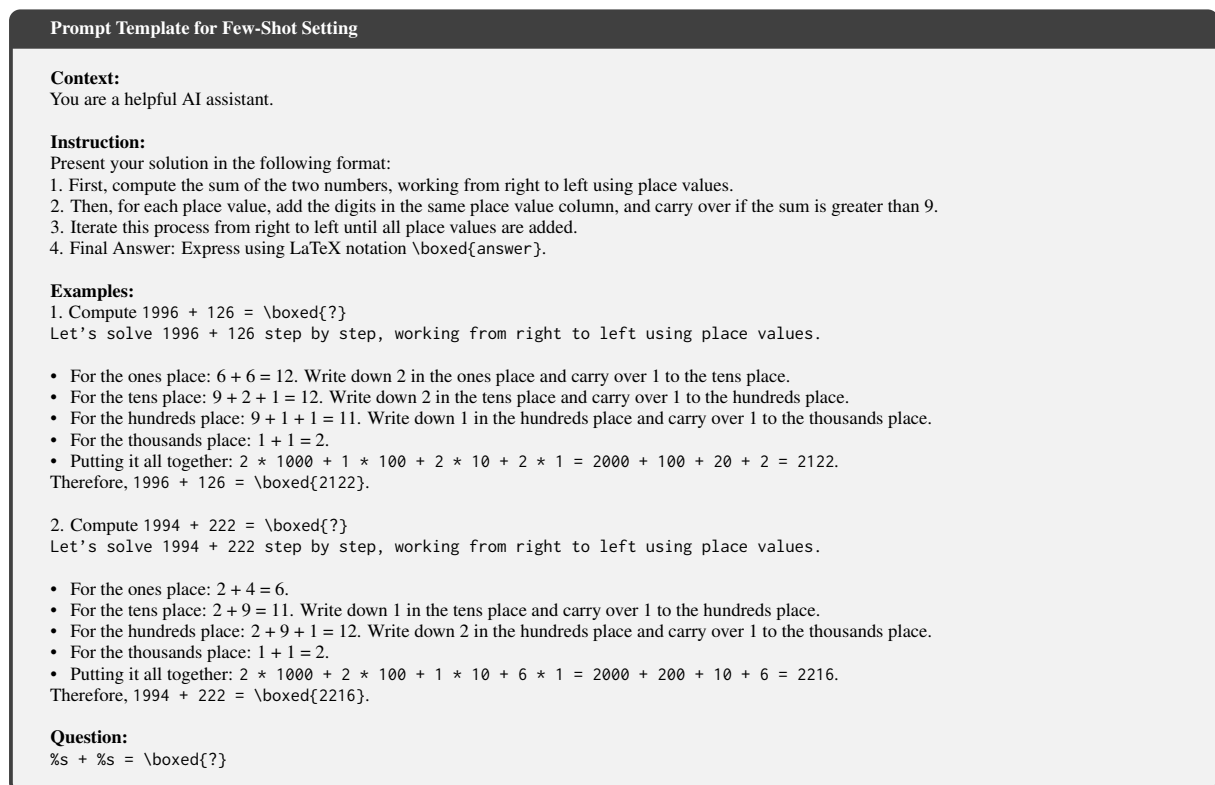 Prompt Template for Few-Shot Setting
Context:
You are a helpful AI assistant.
Instruction:
Present your solution in the following format:
1. First, compute the sum of the two numbers, working from right to left using place values.
2. Then, for each place value, add the digits in the same place value column, and carry over if the sum is greater than 9.
3. Iterate this process from right to left until all place values are added.
4. Final Answer: Express using LaTeX notation \boxed{answer}.
Examples:
1. Compute 1996 + 126 = \boxed{?}
Let's solve 1996 + 126 step by step, working from right to left using place values.
• For the ones place: 6 + 6 = 12. Write down 2 in the ones place and carry over 1 to the tens place.
• For the tens place: 9 + 2 + 1 = 12. Write down 2 in the tens place and carry over 1 to the hundreds place.
• For the hundreds place: 9 + 1 + 1 = 11. Write down 1 in the hundreds place and carry over 1 to the thousands place.
• For the thousands place: 1 + 1 = 2.
• Putting it all together: 2 * 1000 + 1 * 100 + 2 * 10 + 2 * 1 = 2000 + 100 + 20 + 2 = 2122.
Therefore, 1996 + 126 = \boxed{2122}.
2. Compute 1994 + 222 = \boxed{?}
Let's solve 1994 + 222 step by step, working from right to left using place values.
• For the ones place: 2 + 4 = 6.
• For the tens place: 2 + 9 = 11. Write down 1 in the tens place and carry over 1 to the hundreds place.
• For the hundreds place: 2 + 9 + 1 = 12. Write down 2 in the hundreds place and carry over 1 to the thousands place.
• For the thousands place: 1 + 1 = 2.
• Putting it all together: 2 * 1000 + 2 * 100 + 1 * 10 + 6 * 1 = 2000 + 200 + 10 + 6 = 2216.
Therefore, 1994 + 222 = \boxed{2216}.
Question:
%s + %s = \boxed{?}